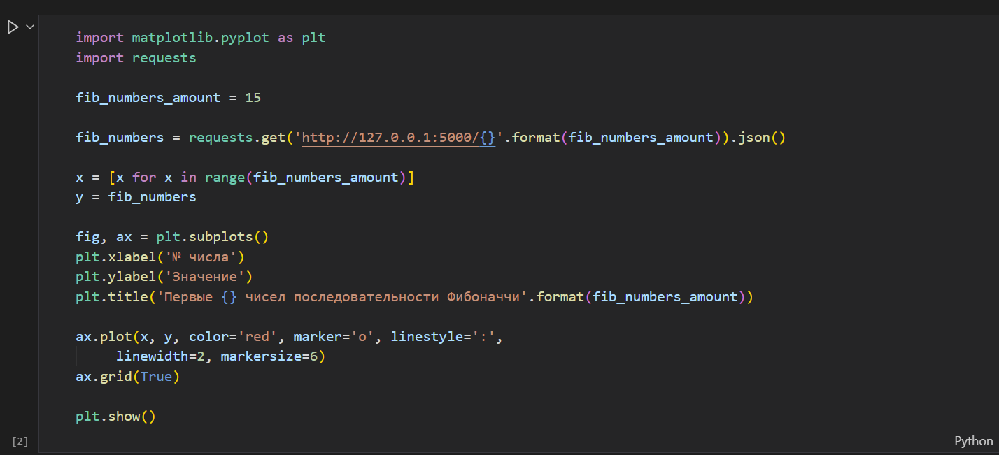 import matplotlib.pyplot as plt
import requests
fib_numbers_amount = 15
fib_numbers = requests.get('http://127.0.0.1:5000/{}'.format(fib_numbers_amount)).json()
x = [x for x in range(fib_numbers_amount)]
y = fib_numbers
fig, ax = plt.subplots()
plt.xlabel('№ числа')
plt.ylabel('Значение')
plt.title('Первые {} чисел последовательности Фибоначчи'.format(fib_numbers_amount))
ax.plot(x, y, color='red', marker='o', linestyle=':',
linewidth=2, markersize=6)
ax.grid(True)
plt.show()
[2]
Python